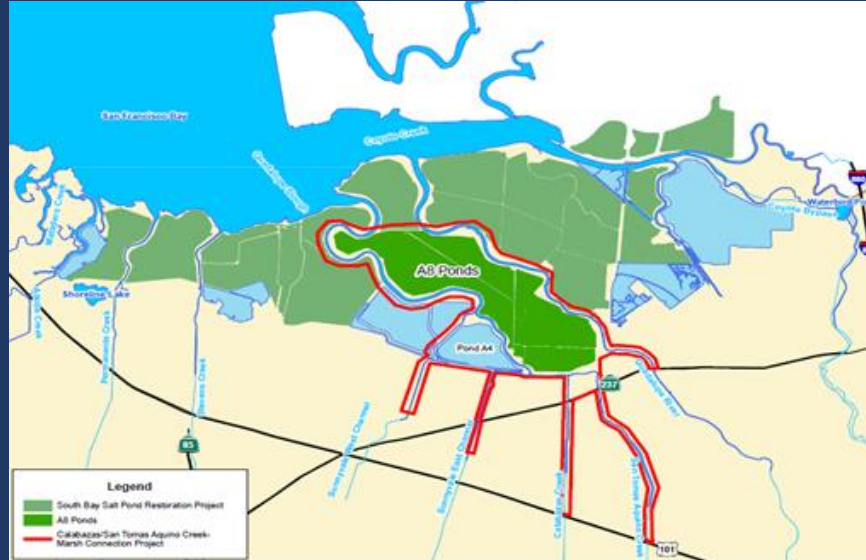 San Francisco Bay
Coyote Creek
Guadalupe Slough
Coyote Bypass
A8 Ponds
Shoreline Lake
Pond A4
Permanente Creek
Stevens Creek
237
Guadalupe River
85
Sunnyvale West Channel
Sunnyvale East Channel
Calabazas Creek
San Tomas Aquino Creek
101
Legend
South Bay Salt Pond Restoration Project
A8 Ponds
Calabazas/San Tomas Aquino Creek-
Marsh Connection Project